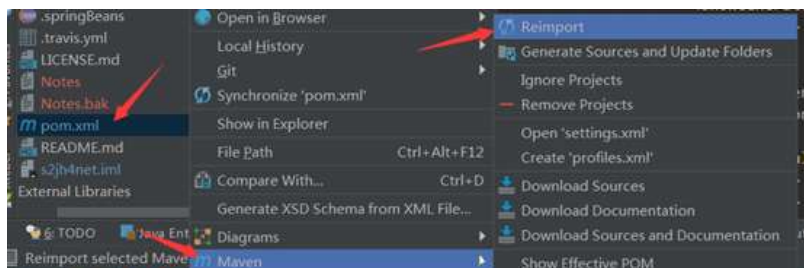 .springBeans
.travis.yml
LICENSE.md
Notes
Notes.bak
pom.xml
README.md
s2jh4net.iml
External Libraries
6: TODO
Java Ent
Reimport selected Mave
Open in Browser
Local History
Git
Synchronize 'pom.xml'
Show in Explorer
File Path Ctrl+Alt+F12
Compare With... Ctrl+D
Generate XSD Schema from XML File...
Diagrams
Maven
Reimport
Generate Sources and Update Folders
Ignore Projects
Remove Projects
Open 'settings.xml'
Create 'profiles.xml'
Download Sources
Download Documentation
Download Sources and Documentation
Show Effective POM